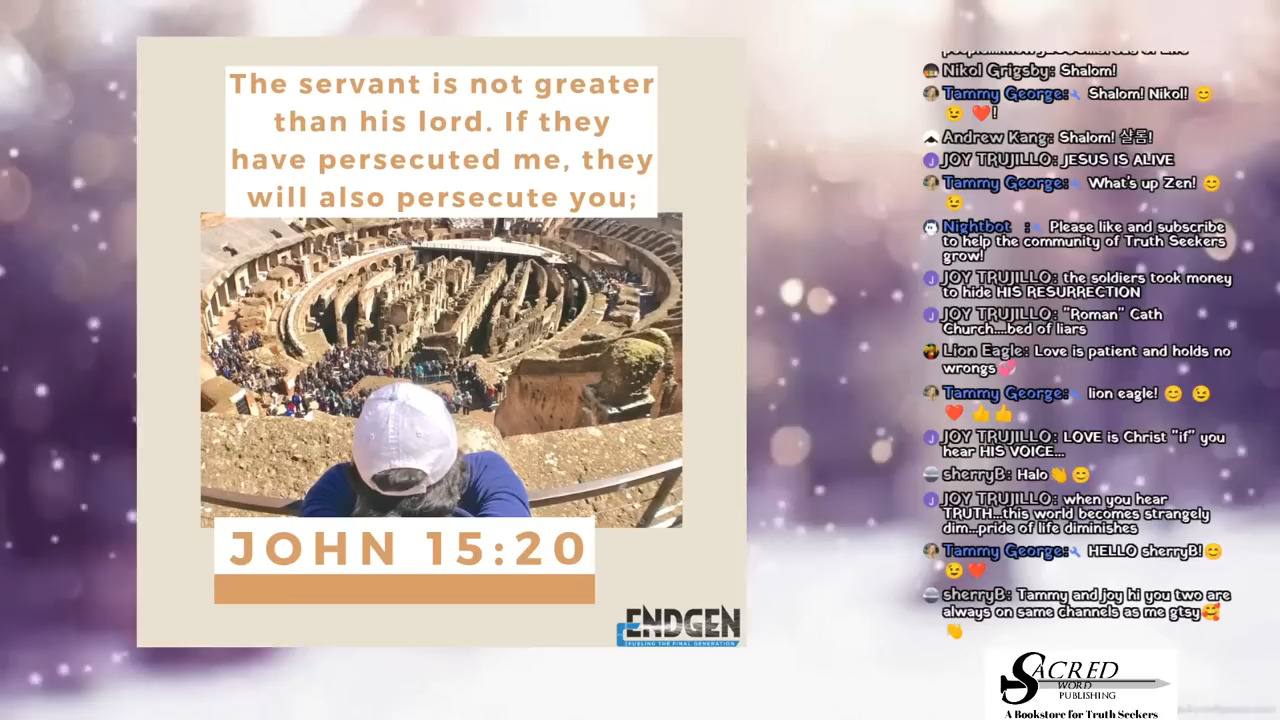 The servant is not greater
than his lord. If they
have persecuted me, they
will also persecute you;
JOHN 15:20
ENDGEN
FUELING THE FINAL GENERATION
Nikol Grigsby: Shalom!
Tammy George: Shalom! Nikol! 😊
😉 ❤️!
Andrew Kang: Shalom! 샬롬!
JOY TRUJILLO: JESUS IS ALIVE
Tammy George: What's up Zen! 😊
😉
Nightbot : Please like and subscribe
to help the community of Truth Seekers
grow!
JOY TRUJILLO: the soldiers took money
to hide HIS RESURRECTION
JOY TRUJILLO: "Roman" Cath
Church....bed of liars
Lion Eagle: Love is patient and holds no
wrongs💞
Tammy George: lion eagle! 😊 😉
❤️ 👍👍
JOY TRUJILLO: LOVE is Christ "if" you
hear HIS VOICE...
sherryB: Halo👋😊
JOY TRUJILLO: when you hear
TRUTH...this world becomes strangely
dim...pride of life diminishes
Tammy George: HELLO sherryB!😊
😉❤️
sherryB: Tammy and joy hi you two are
always on same channels as me gtsy🥰
👋
SACRED
WORD
PUBLISHING
A Bookstore for Truth Seekers